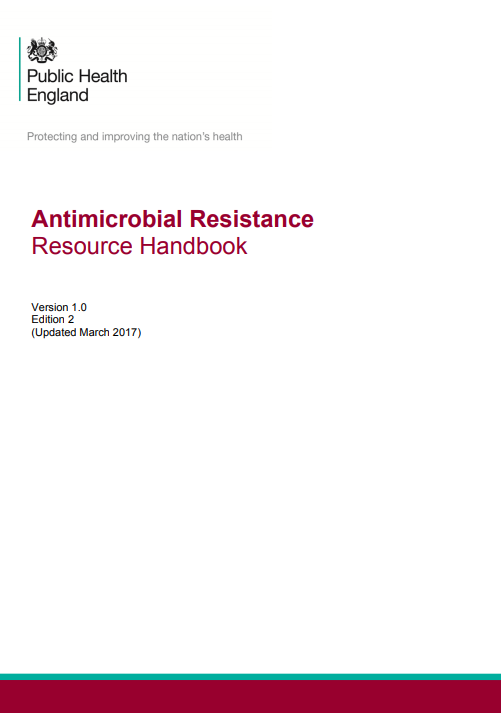 Public Health
England
Protecting and improving the nation's health
Antimicrobial Resistance
Resource Handbook
Version 1.0
Edition 2
(Updated March 2017)